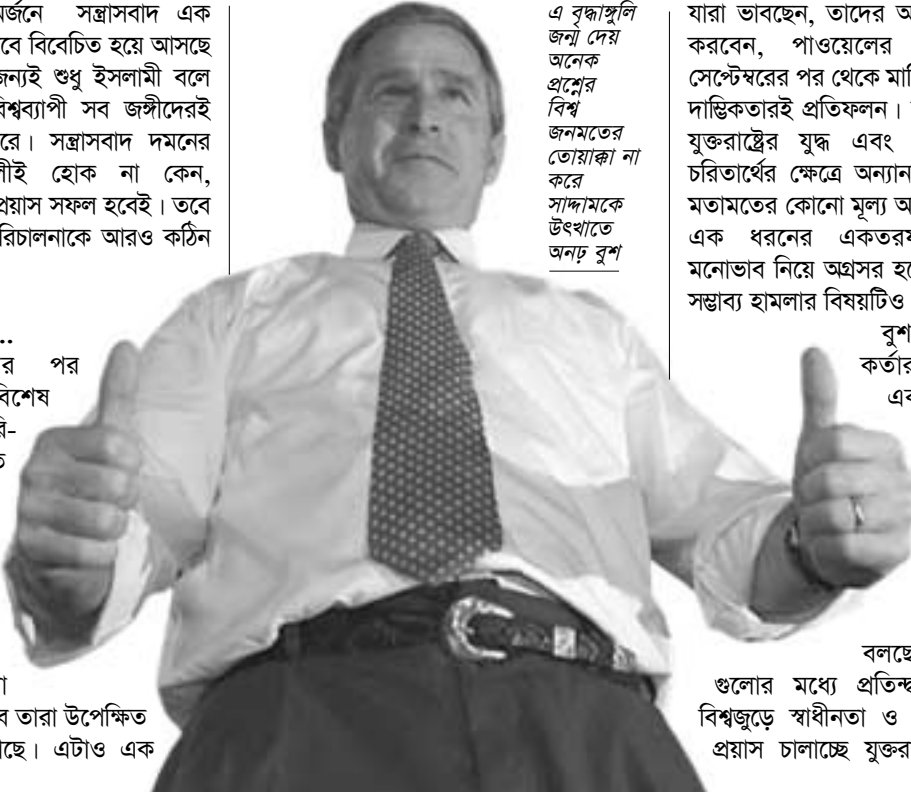 সন্ত্রাসবাদ এক
বে বিবেচিত হয়ে আসছে
জন্যই শুধু ইসলামী বলে
বিশ্বব্যাপী সব জঙ্গীদেরই
রে। সন্ত্রাসবাদ দমনের
হোক না কেন,
প্রয়াস সফল হবেই। তবে
রিচালনাকে আরও কঠিন
..
র পর
বিশেষ
রি-
ত
া
ব তারা উপেক্ষিত
ছে। এটাও এক
এ বৃদ্ধাঙ্গুলি
জন্ম দেয়
অনেক
প্রশ্নের
বিশ্ব
জনমতের
তোয়াক্কা না
করে
সাদ্দামকে
উৎখাতে
অনঢ় বুশ
যারা ভাবছেন, তাদের অ
করবেন, পাওয়েলের
সেপ্টেম্বরের পর থেকে মার্
দাম্ভিকতারই প্রতিফলন।
যুক্তরাষ্ট্রের যুদ্ধ এবং
চরিতার্থের ক্ষেত্রে অন্যান
মতামতের কোনো মূল্য অ
এক ধরনের একতরফ
মনোভাব নিয়ে অগ্রসর হয়ে
সম্ভাব্য হামলার বিষয়টিও
বুশ
কর্তার
এব
বলছে
গুলোর মধ্যে প্রতিদ্বন্দ
বিশ্বজুড়ে স্বাধীনতা ও
প্রয়াস চালাচ্ছে যুক্তরা